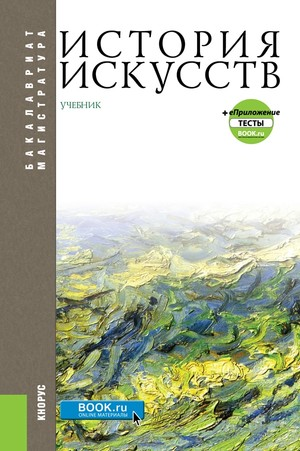 ИСТОРИЯ
ИСКУССТВ
УЧЕБНИК
+ еПриложение
ТЕСТЫ
BOOK.ru
БАКАЛАВРИАТ
МАГИСТРАТУРА
КНОРУС
BOOK.ru
ONLINE МАТЕРИАЛЫ